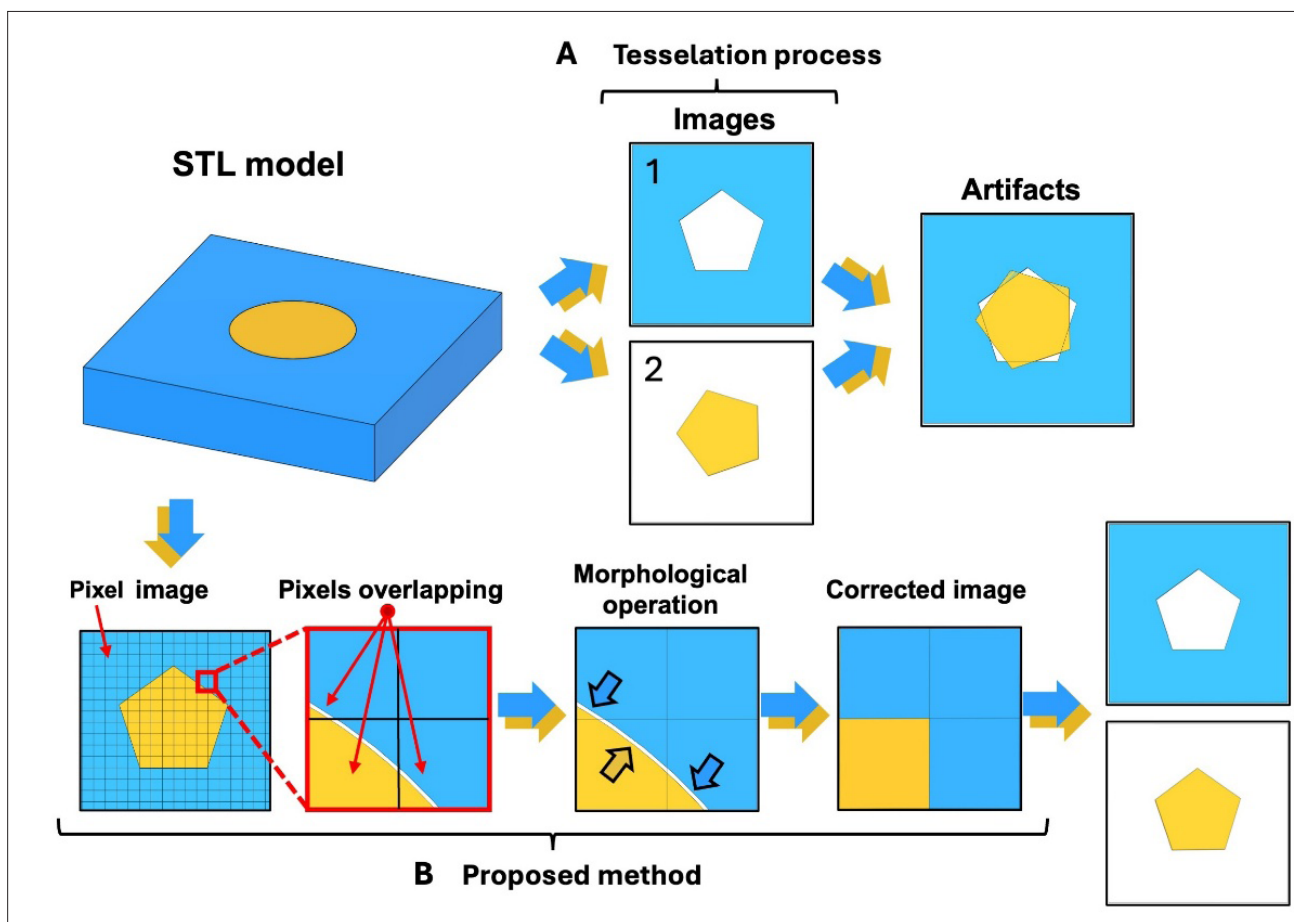 A Tesselation process
Images
STL model
1
Artifacts
2
Pixel image
Pixels overlapping
Morphological
operation
Corrected image
B Proposed method